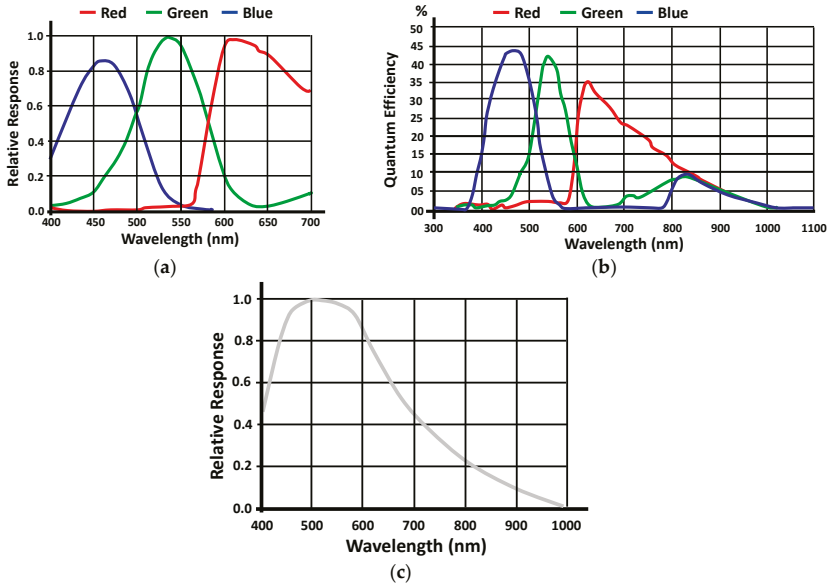 Red Green Blue
Relative Response
1.0
0.8
0.6
0.4
0.2
0.0
400 450 500 550 600 650 700
Wavelength (nm)
(a)
%
Red Green Blue
Quantum Efficiency
50
45
40
35
30
25
20
15
10
05
00
300 400 500 600 700 800 900 1000 1100
Wavelength (nm)
(b)
Relative Response
1.0
0.8
0.6
0.4
0.2
0.0
400 500 600 700 800 900 1000
Wavelength (nm)
(c)